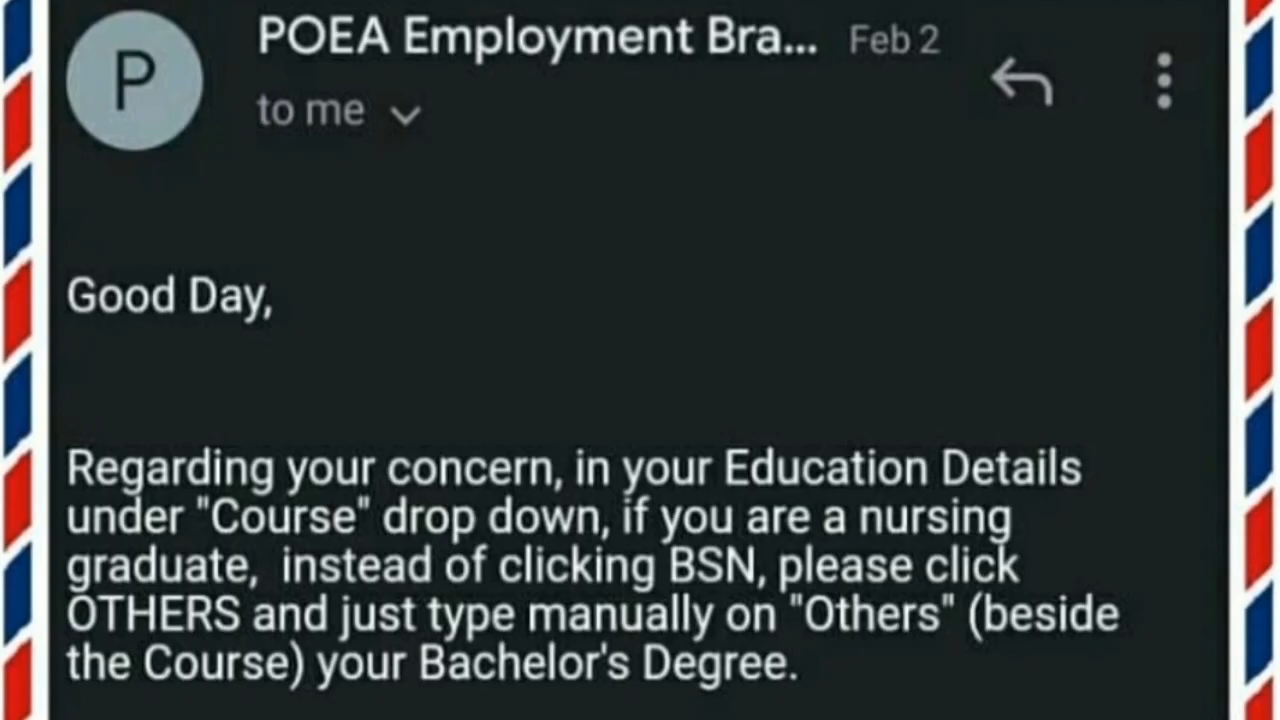 P
POEA Employment Bra... Feb 2
to me
Good Day,
Regarding your concern, in your Education Details
under "Course" drop down, if you are a nursing
graduate,  instead of clicking BSN, please click
OTHERS and just type manually on "Others" (beside
the Course) your Bachelor's Degree.